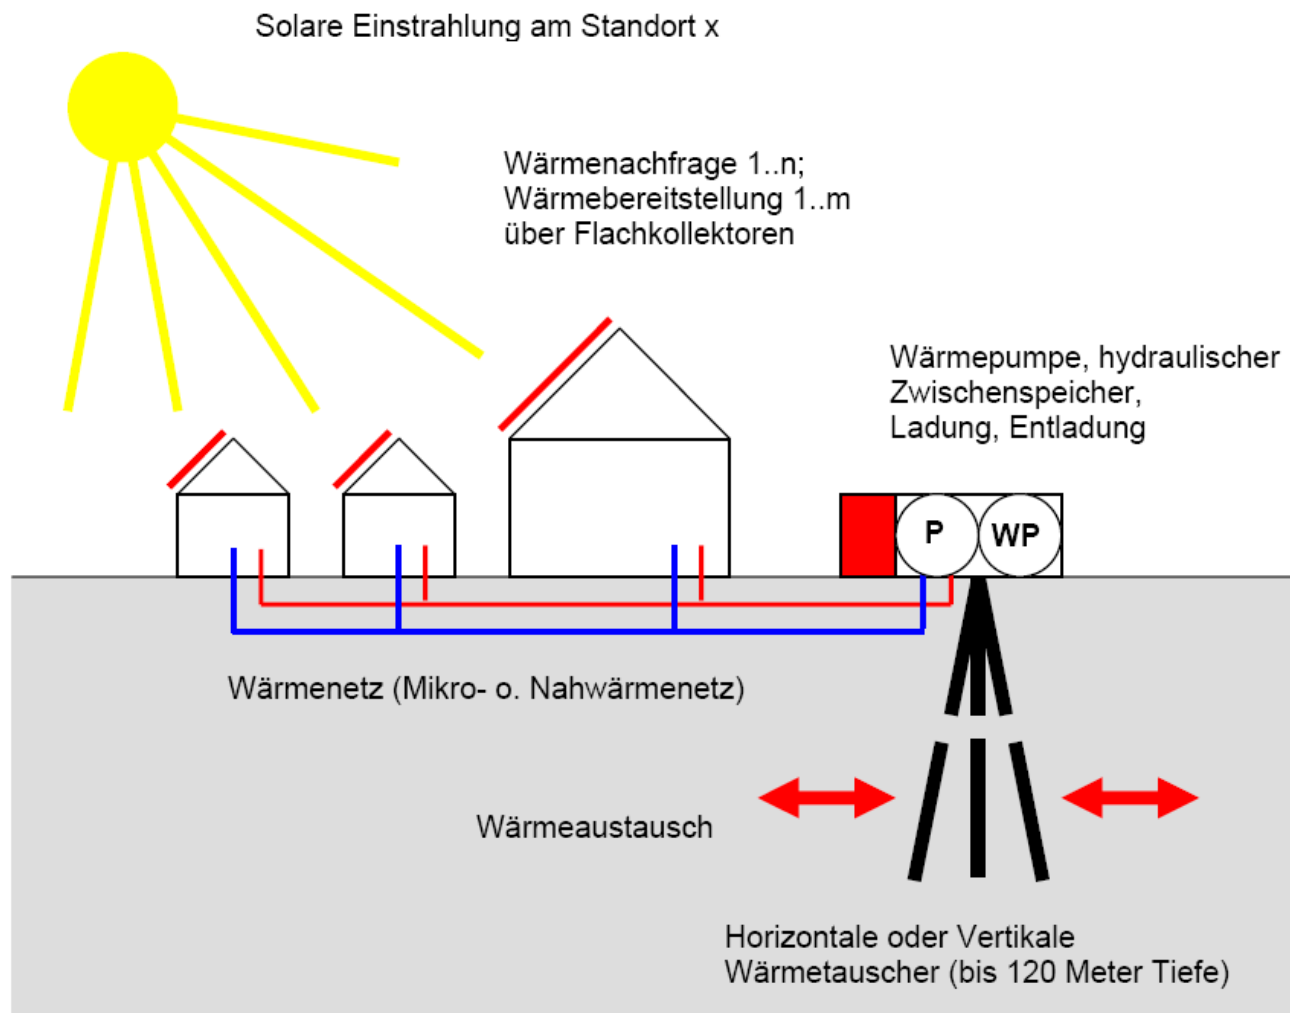 Solare Einstrahlung am Standort x
Wärmenachfrage 1..n;
Wärmebereitstellung 1..m
über Flachkollektoren
Wärmepumpe, hydraulischer
Zwischenspeicher,
Ladung, Entladung
P
WP
Wärmenetz (Mikro- o. Nahwärmenetz)
Wärmeaustausch
Horizontale oder Vertikale
Wärmetauscher (bis 120 Meter Tiefe)